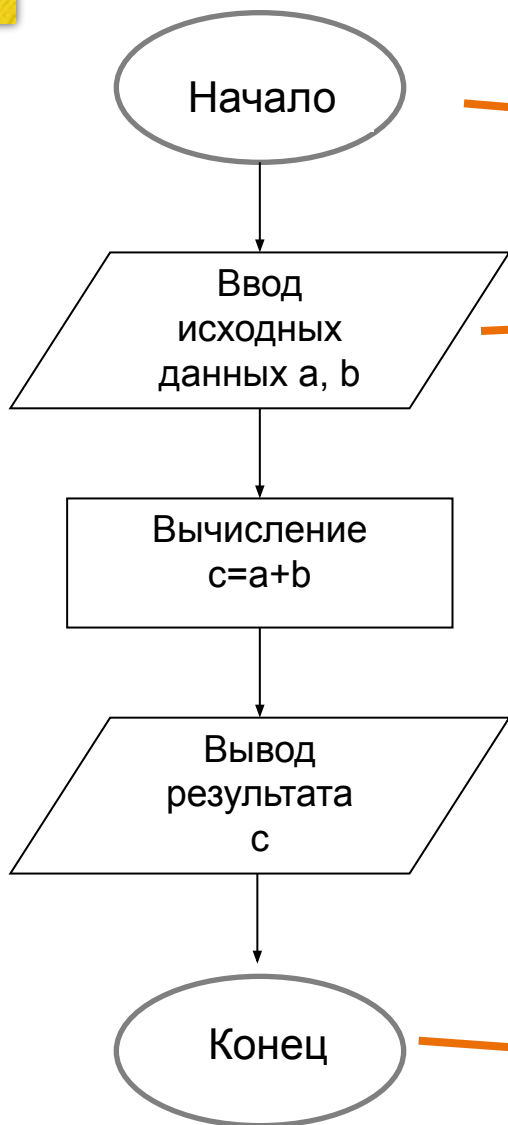 Начало
Ввод
исходных
данных a, b
Вычисление
c=a+b
Вывод
результата
c
Конец